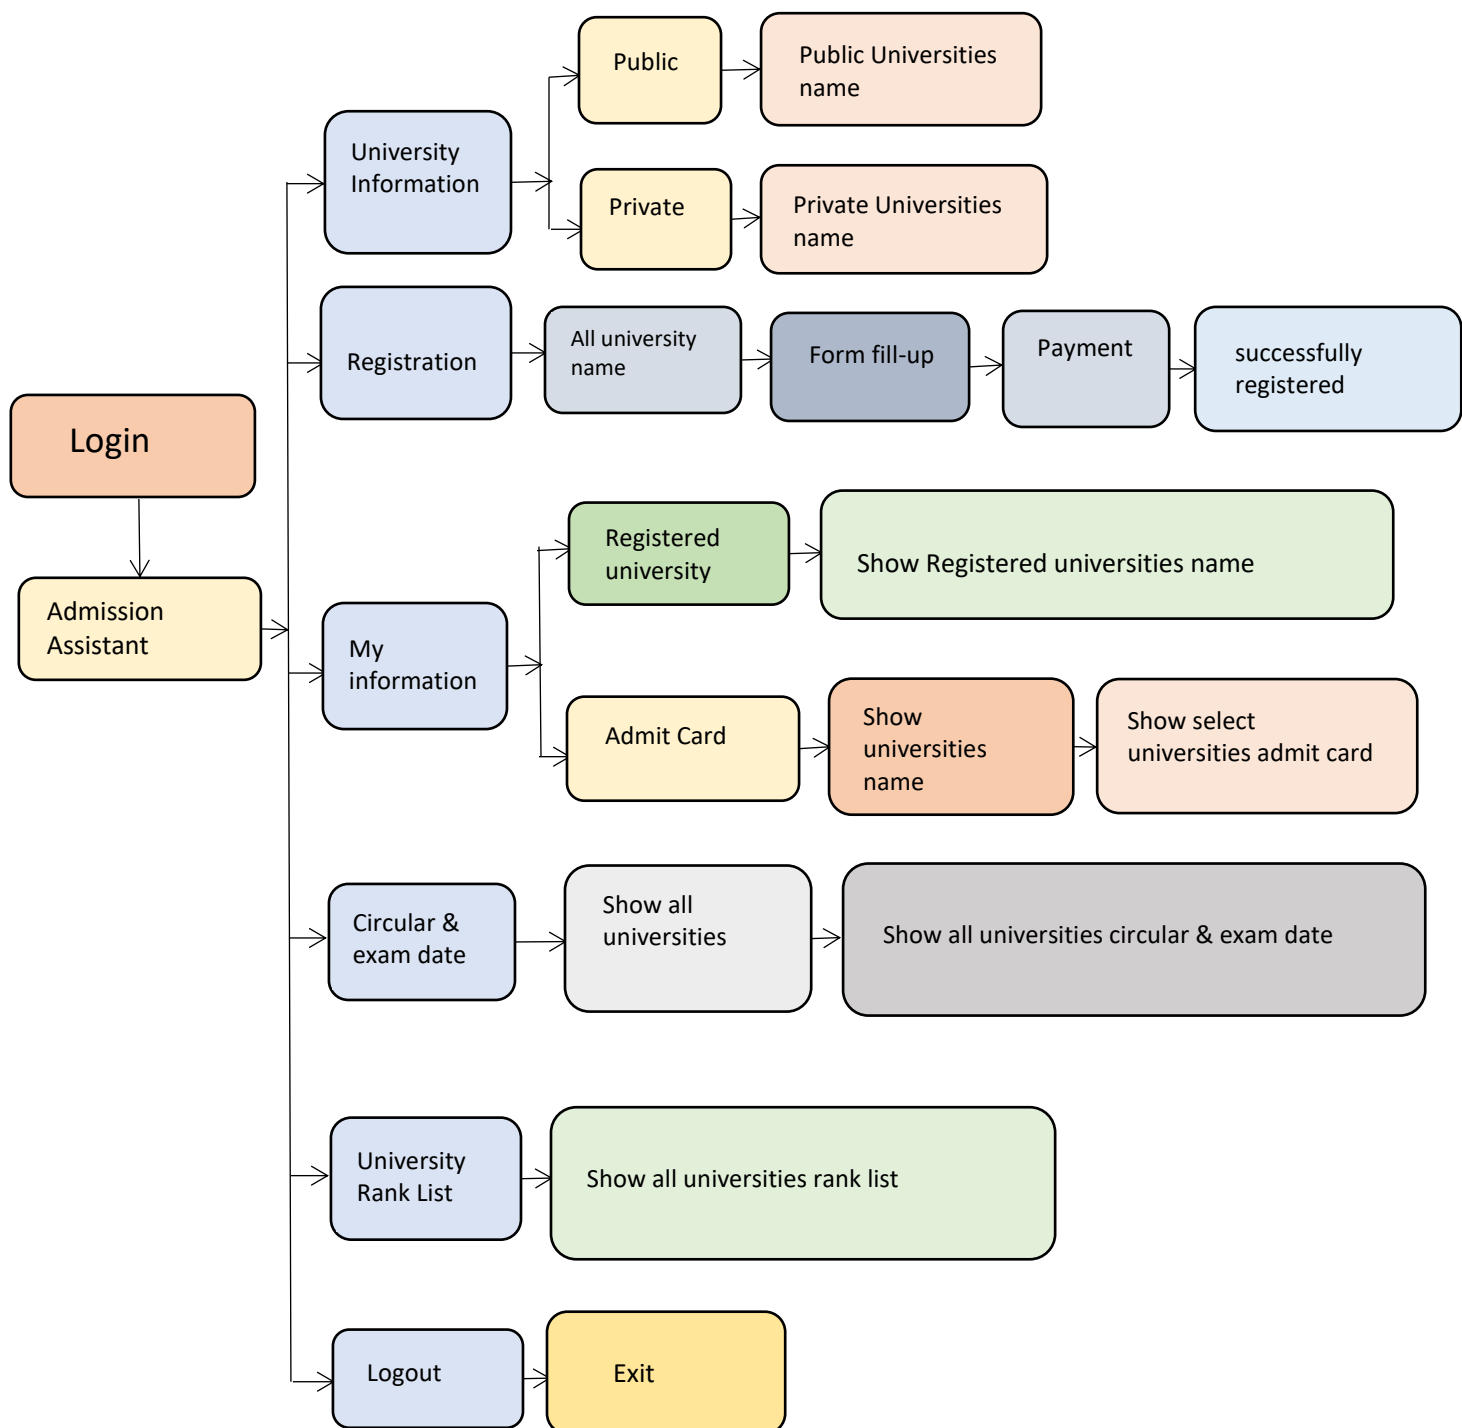 Public
Public Universities
name
University
Information
Private
Private Universities
name
Registration
All university
name
Form fill-up
Payment
successfully
registered
Login
Admission
Assistant
My
information
Registered
university
Show Registered universities name
Admit Card
Show
universities
name
Show select
universities admit card
Circular &
exam date
Show all
universities
Show all universities circular & exam date
University
Rank List
Show all universities rank list
Logout
Exit